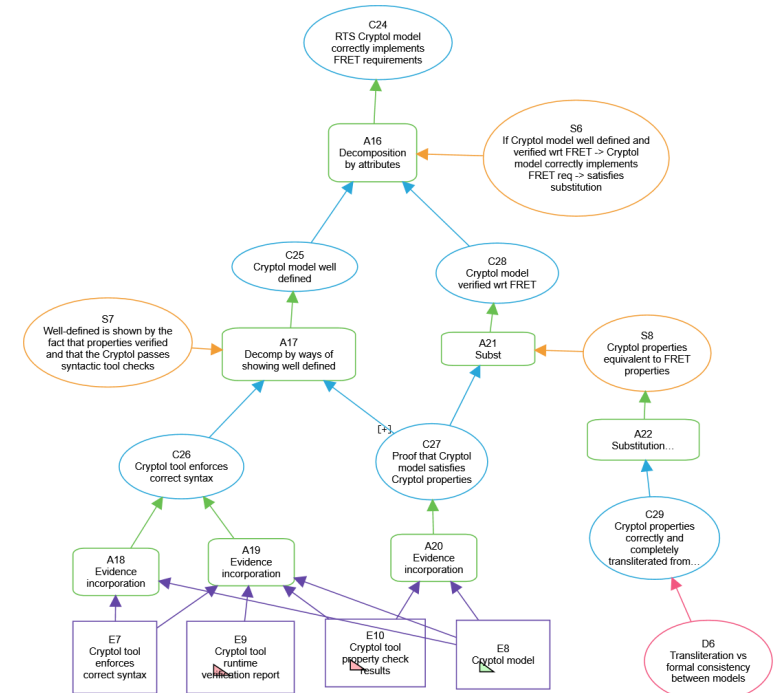 C24
RTS Cryptol model
correctly implements
FRET requirements
A16
Decomposition
by attributes
S6
If Cryptol model well defined and
verified wrt FRET -> Cryptol
model correctly implements
FRET req -> satisfies
substitution
C25
Cryptol model well
defined
C28
Cryptol model
verified wrt FRET
S7
Well-defined is shown by the
fact that properties verified
and that the Cryptol passes
syntactic tool checks
A17
Decomp by ways of
showing well defined
A21
Subst
S8
Cryptol properties
equivalent to FRET
properties
[+]
C26
Cryptol tool enforces
correct syntax
C27
Proof that Cryptol
model satisfies
Cryptol properties
A22
Substitution...
C29
Cryptol properties
correctly and
completely
transliterated from...
A18
Evidence
incorporation
A19
Evidence
incorporation
A20
Evidence
incorporation
E7
Cryptol tool
enforces
correct syntax
E9
Cryptol tool
runtime
verification report
E10
Cryptol tool
property check
results
E8
Cryptol model
D6
Transliteration vs
formal consistency
between models